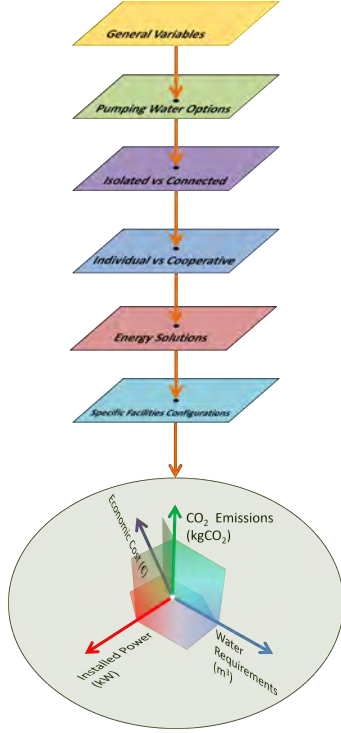 General Variables
Pumping Water Options
Isolated vs Connected
Individual vs Cooperative
Energy Solutions
Specific Facilities Configurations
Economic Cost (€)
CO₂ Emissions
(kgCO₂)
Installed Power
(kW)
Water
Requirements
(m³)